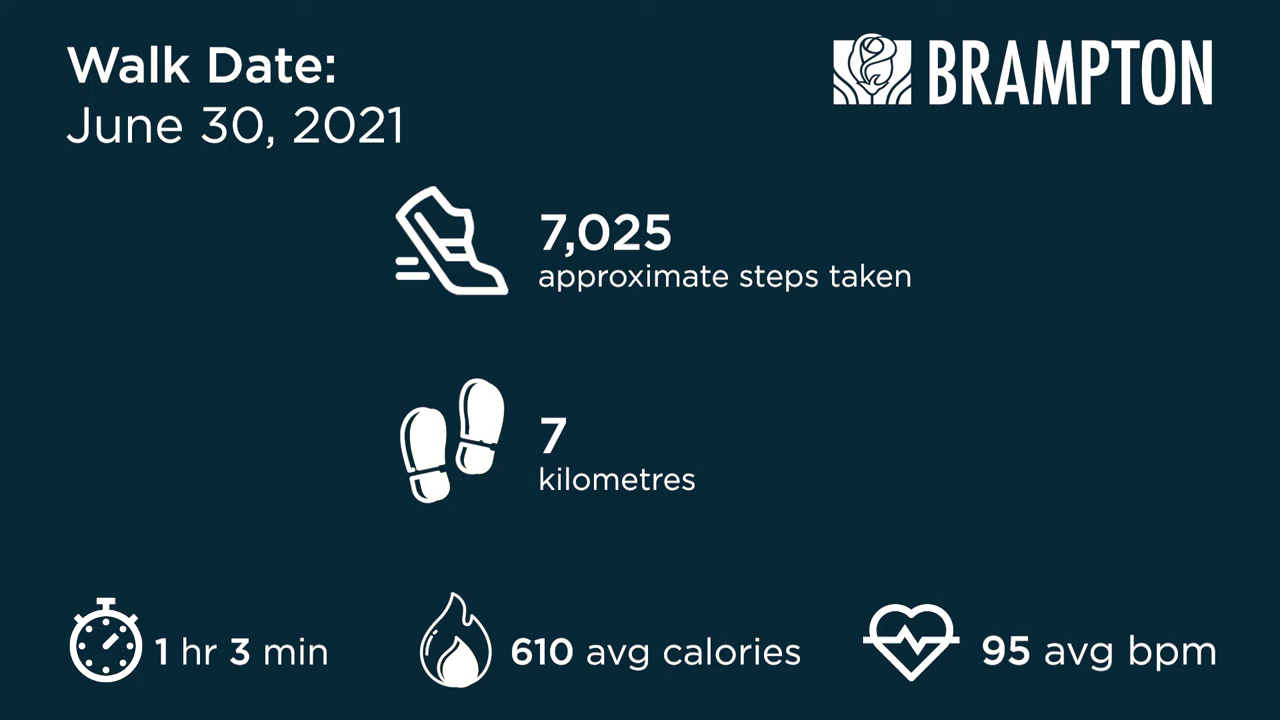 Walk Date:
June 30, 2021
BRAMPTON
7,025
approximate steps taken
7
kilometres
1 hr 3 min
610 avg calories
95 avg bpm